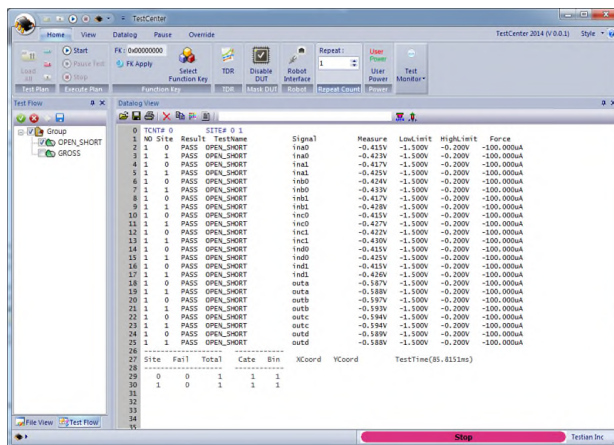 TestCenter
Home View Datalog Pause Override
TestCenter 2014 (V 0.0.1) Style
Load All
Start
Pause Test
Stop
FK : 0x00000000
FK Apply
Select Function Key
TDR
Disable DUT
Robot Interface
Repeat :
1
User Power
User Power
Test Monitor
Test Plan Execute Plan Function Key TDR Mask DUT Robot Repeat Count Power
Test Flow
Datalog View
Group
OPEN_SHORT
GROSS
0 TCNT# 0 SITE# 0 1
1 NO Site Result TestName Signal Measure LowLimit HighLimit Force
2 1 0 PASS OPEN_SHORT ina0 -0.415V -1.500V -0.200V -100.000uA
3 1 1 PASS OPEN_SHORT ina0 -0.423V -1.500V -0.200V -100.000uA
4 1 0 PASS OPEN_SHORT ina1 -0.417V -1.500V -0.200V -100.000uA
5 1 1 PASS OPEN_SHORT ina1 -0.425V -1.500V -0.200V -100.000uA
6 1 0 PASS OPEN_SHORT inb0 -0.424V -1.500V -0.200V -100.000uA
7 1 1 PASS OPEN_SHORT inb0 -0.433V -1.500V -0.200V -100.000uA
8 1 0 PASS OPEN_SHORT inb1 -0.417V -1.500V -0.200V -100.000uA
9 1 1 PASS OPEN_SHORT inb1 -0.428V -1.500V -0.200V -100.000uA
10 1 0 PASS OPEN_SHORT inc0 -0.415V -1.500V -0.200V -100.000uA
11 1 1 PASS OPEN_SHORT inc0 -0.427V -1.500V -0.200V -100.000uA
12 1 0 PASS OPEN_SHORT inc1 -0.422V -1.500V -0.200V -100.000uA
13 1 1 PASS OPEN_SHORT inc1 -0.430V -1.500V -0.200V -100.000uA
14 1 0 PASS OPEN_SHORT ind0 -0.415V -1.500V -0.200V -100.000uA
15 1 1 PASS OPEN_SHORT ind0 -0.425V -1.500V -0.200V -100.000uA
16 1 0 PASS OPEN_SHORT ind1 -0.415V -1.500V -0.200V -100.000uA
17 1 1 PASS OPEN_SHORT ind1 -0.426V -1.500V -0.200V -100.000uA
18 1 0 PASS OPEN_SHORT outa -0.587V -1.500V -0.200V -100.000uA
19 1 1 PASS OPEN_SHORT outa -0.588V -1.500V -0.200V -100.000uA
20 1 0 PASS OPEN_SHORT outb -0.597V -1.500V -0.200V -100.000uA
21 1 1 PASS OPEN_SHORT outb -0.593V -1.500V -0.200V -100.000uA
22 1 0 PASS OPEN_SHORT outc -0.594V -1.500V -0.200V -100.000uA
23 1 1 PASS OPEN_SHORT outc -0.594V -1.500V -0.200V -100.000uA
24 1 0 PASS OPEN_SHORT outd -0.589V -1.500V -0.200V -100.000uA
25 1 1 PASS OPEN_SHORT outd -0.588V -1.500V -0.200V -100.000uA
26 -------------------- ------------
27 Site Fail Total Cate Bin XCoord YCoord TestTime(85.8151ms)
28 -------------------- ------------
29 0 0 1 1 1
30 1 0 1 1 1
31
32
33
34
35
File View Test Flow
Stop Testian Inc